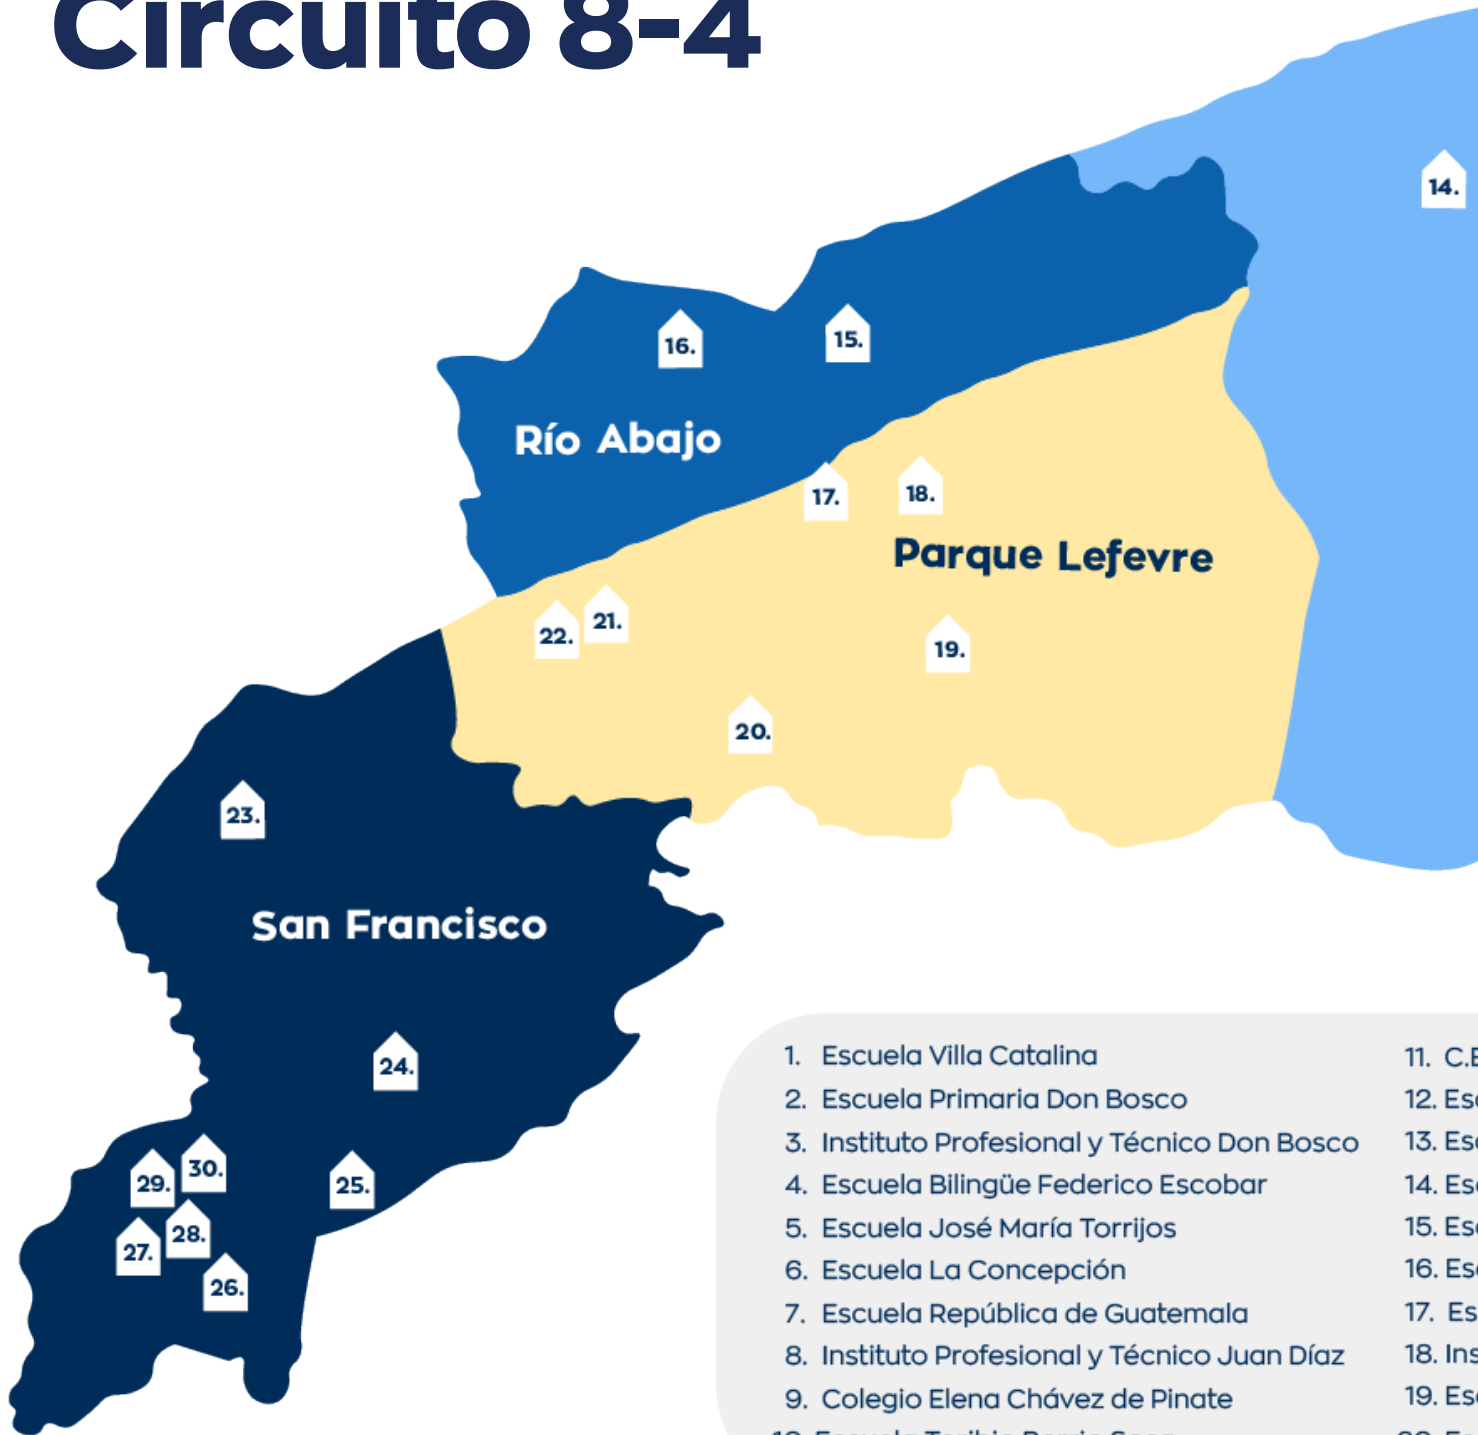 Circuito 8-4
14.
16.
15.
Río Abajo
17.
18.
Parque Lefevre
22.
21.
19.
20.
23.
San Francisco
24.
29.
30.
25.
27.
28.
26.
1. Escuela Villa Catalina
2. Escuela Primaria Don Bosco
3. Instituto Profesional y Técnico Don Bosco
4. Escuela Bilingüe Federico Escobar
5. Escuela José María Torrijos
6. Escuela La Concepción
7. Escuela República de Guatemala
8. Instituto Profesional y Técnico Juan Díaz
9. Colegio Elena Chávez de Pinate
11.
12.
13.
14.
15.
16.
17.
18.
19.